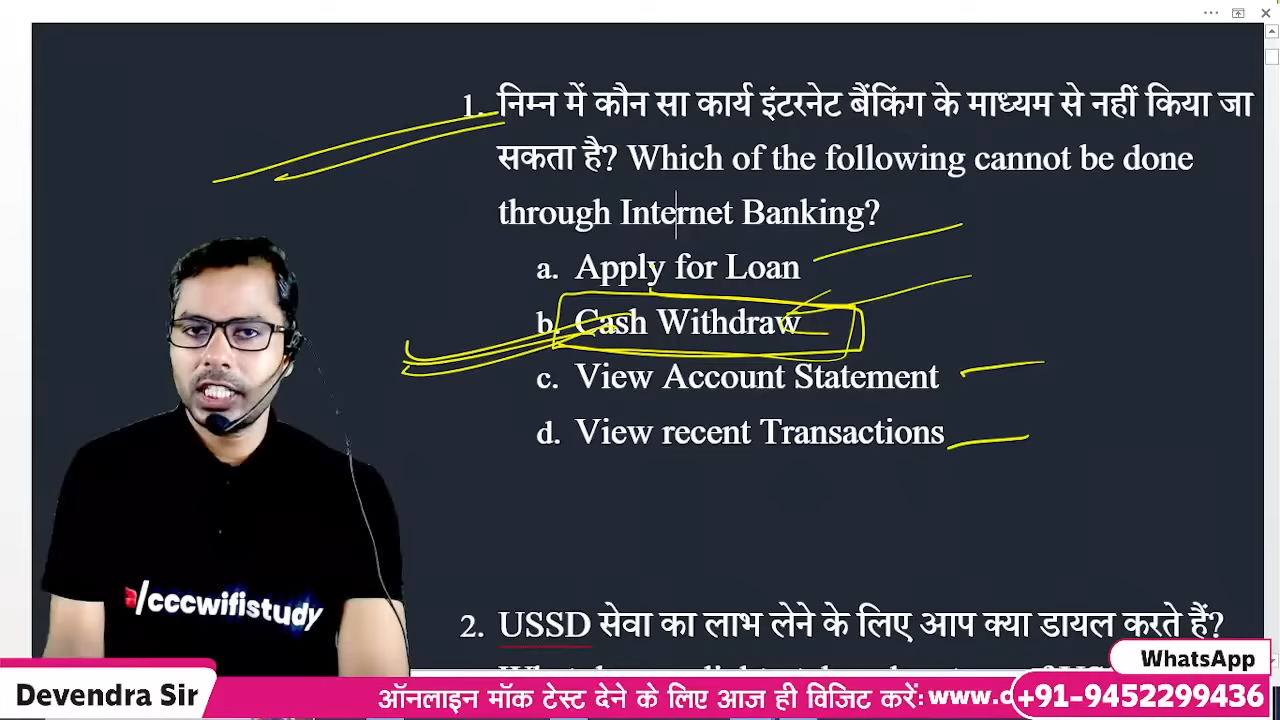 1. निम्न में कौन सा कार्य इंटरनेट बैंकिंग के माध्यम से नहीं किया जा
सकता है? Which of the following cannot be done
through Internet Banking?
a. Apply for Loan
b. Cash Withdraw
c. View Account Statement
d. View recent Transactions
/cccwifistudy
2. USSD सेवा का लाभ लेने के लिए आप क्या डायल करते हैं?
WhatsApp
Devendra Sir
ऑनलाइन मॉक टेस्ट देने के लिए आज ही विजिट करें: www.c
+91-9452299436